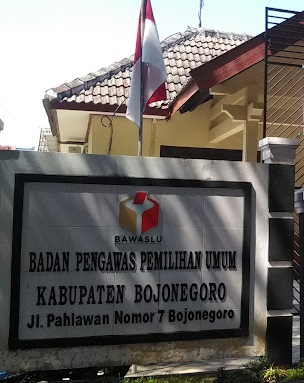 BAWASLU
BADAN PENGAWAS PEMILIHAN UMUM
KABUPATEN BOJONEGORO
Jl. Pahlawan Nomor 7 Bojonegoro